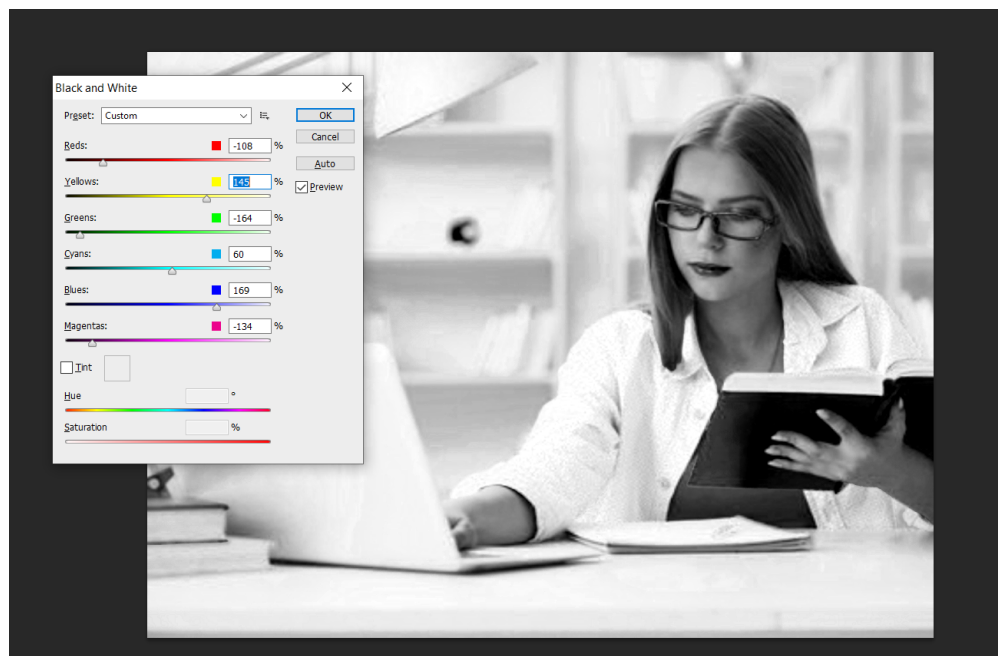 Black and White
Preset: Custom
OK
Cancel
Auto
Preview
Reds: -108 %
Yellows: 145 %
Greens: -164 %
Cyans: 60 %
Blues: 169 %
Magentas: -134 %
Tint
Hue °
Saturation %